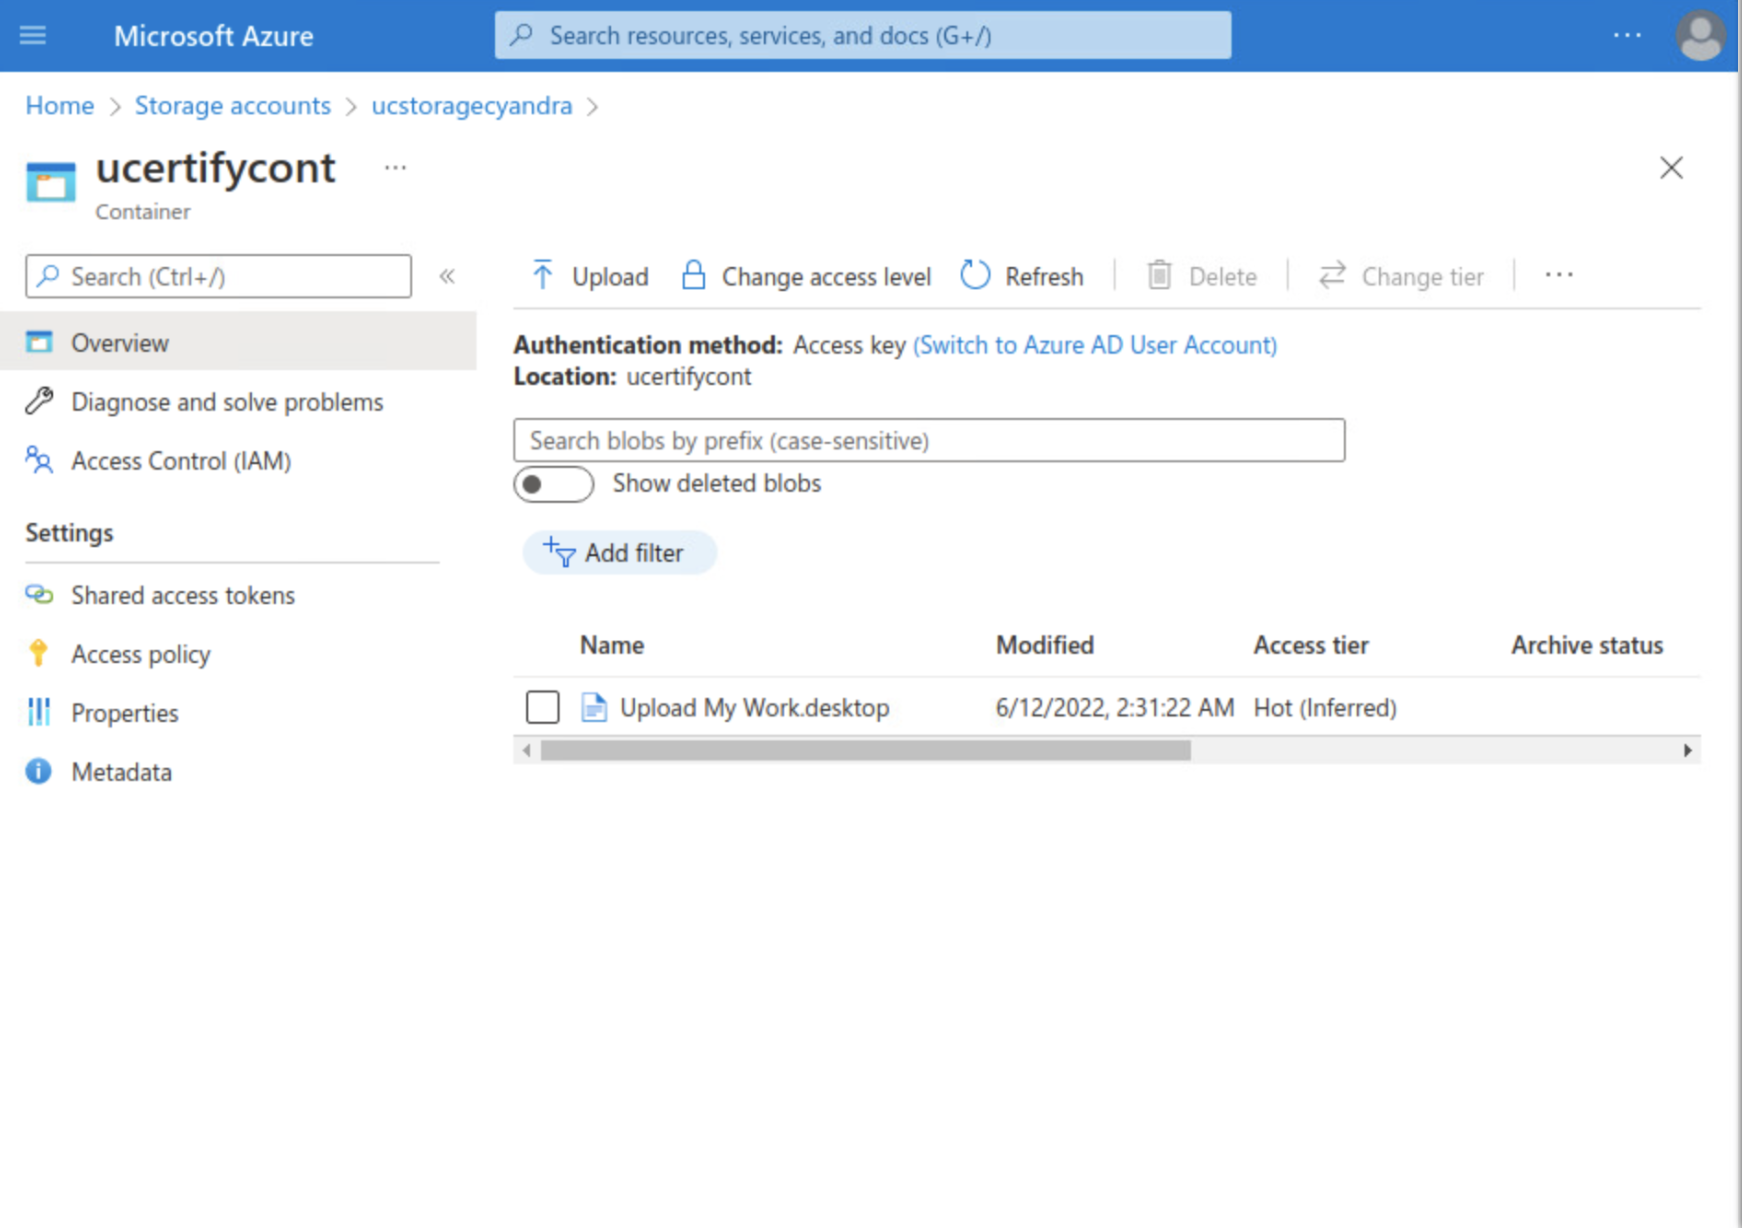 Microsoft Azure
Search resources, services, and docs (G+/)
Home > Storage accounts > ucstoragecyandra >
ucertifycont ...
Container
Search (Ctrl+/)
Upload Change access level Refresh Delete Change tier
Overview
Authentication method: Access key (Switch to Azure AD User Account)
Location: ucertifycont
Diagnose and solve problems
Search blobs by prefix (case-sensitive)
Access Control (IAM)
Show deleted blobs
Settings
Add filter
Shared access tokens
Name Modified Access tier Archive status
Access policy
Upload My Work.desktop 6/12/2022, 2:31:22 AM Hot (Inferred)
Properties
Metadata